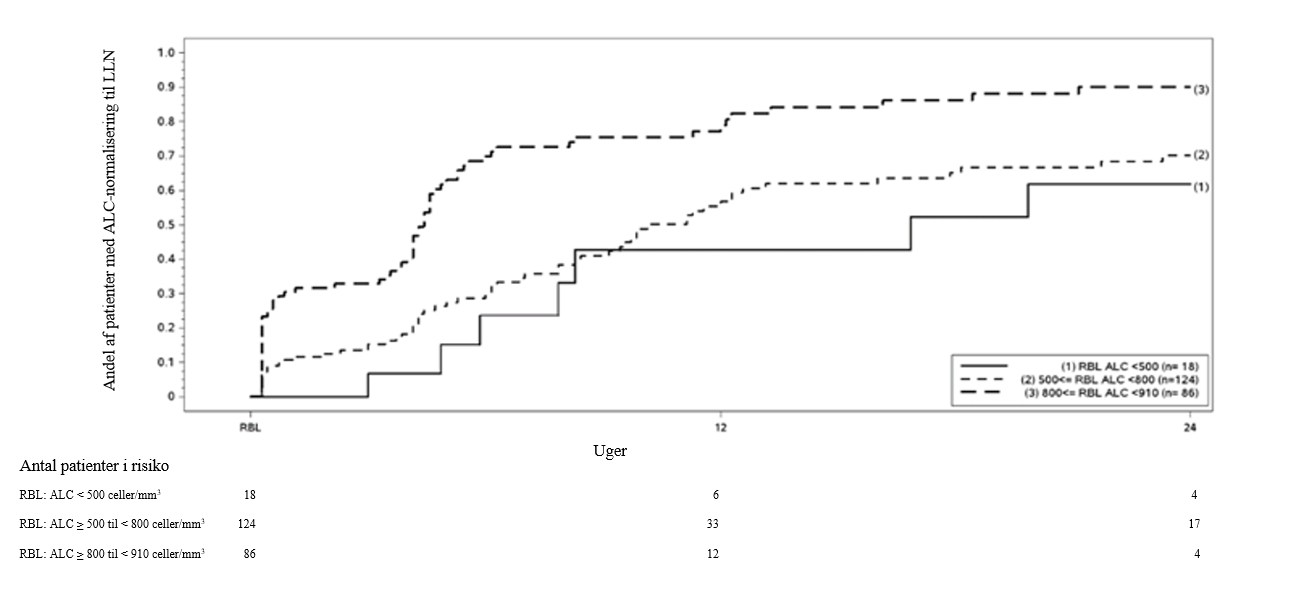 Andel af patienter med ALC-normalisering til LLN
1.0
0.9
0.8
0.7
0.6
0.5
0.4
0.3
0.2
0.1
0
(3)
(2)
(1)
(1) RBL ALC <500 (n= 18)
(2) 500<= RBL ALC <800 (n=124)
(3) 800<= RBL ALC <910 (n= 86)
RBL 12 24
Uger
Antal patienter i risiko
RBL: ALC < 500 celler/mm³ 18 6 4
RBL: ALC ≥ 500 til < 800 celler/mm³ 124 33 17
RBL: ALC ≥ 800 til < 910 celler/mm³ 86 12 4